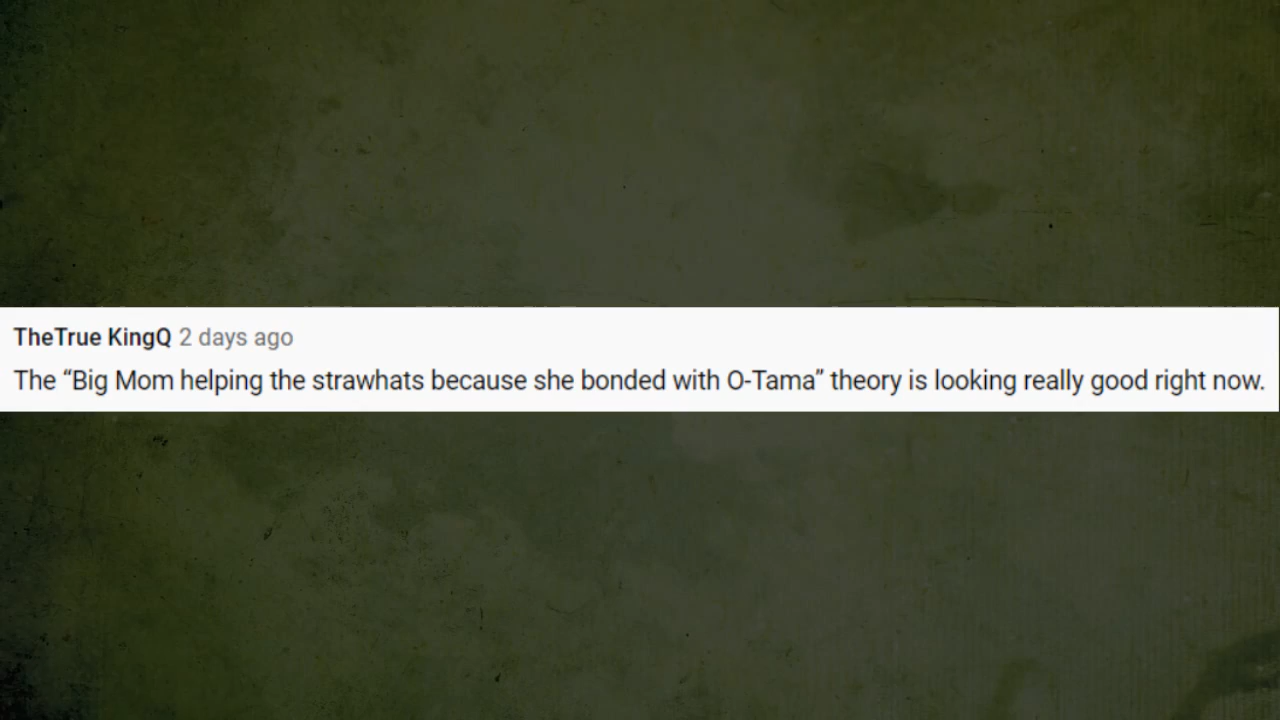 TheTrue KingQ 2 days ago
The “Big Mom helping the strawhats because she bonded with O-Tama” theory is looking really good right now.